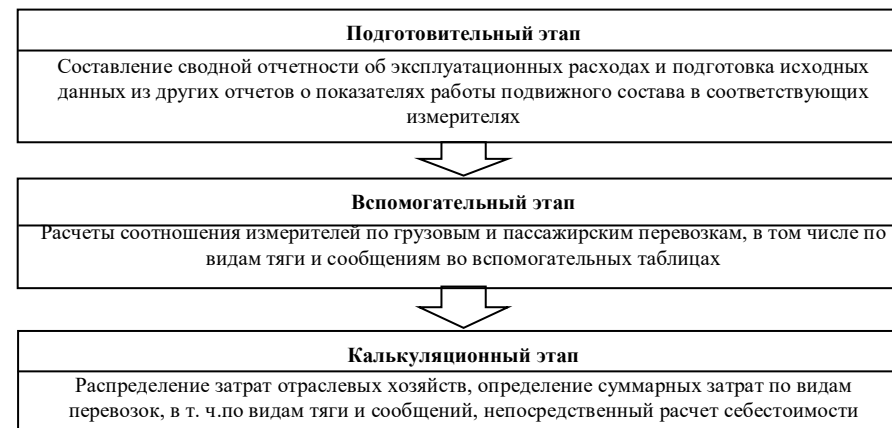 Подготовительный этап
Составление сводной отчетности об эксплуатационных расходах и подготовка исходных
данных из других отчетов о показателях работы подвижного состава в соответствующих
измерителях
Вспомогательный этап
Расчеты соотношения измерителей по грузовым и пассажирским перевозкам, в том числе по
видам тяги и сообщениям во вспомогательных таблицах
Калькуляционный этап
Распределение затрат отраслевых хозяйств, определение суммарных затрат по видам
перевозок, в т. ч.по видам тяги и сообщений, непосредственный расчет себестоимости